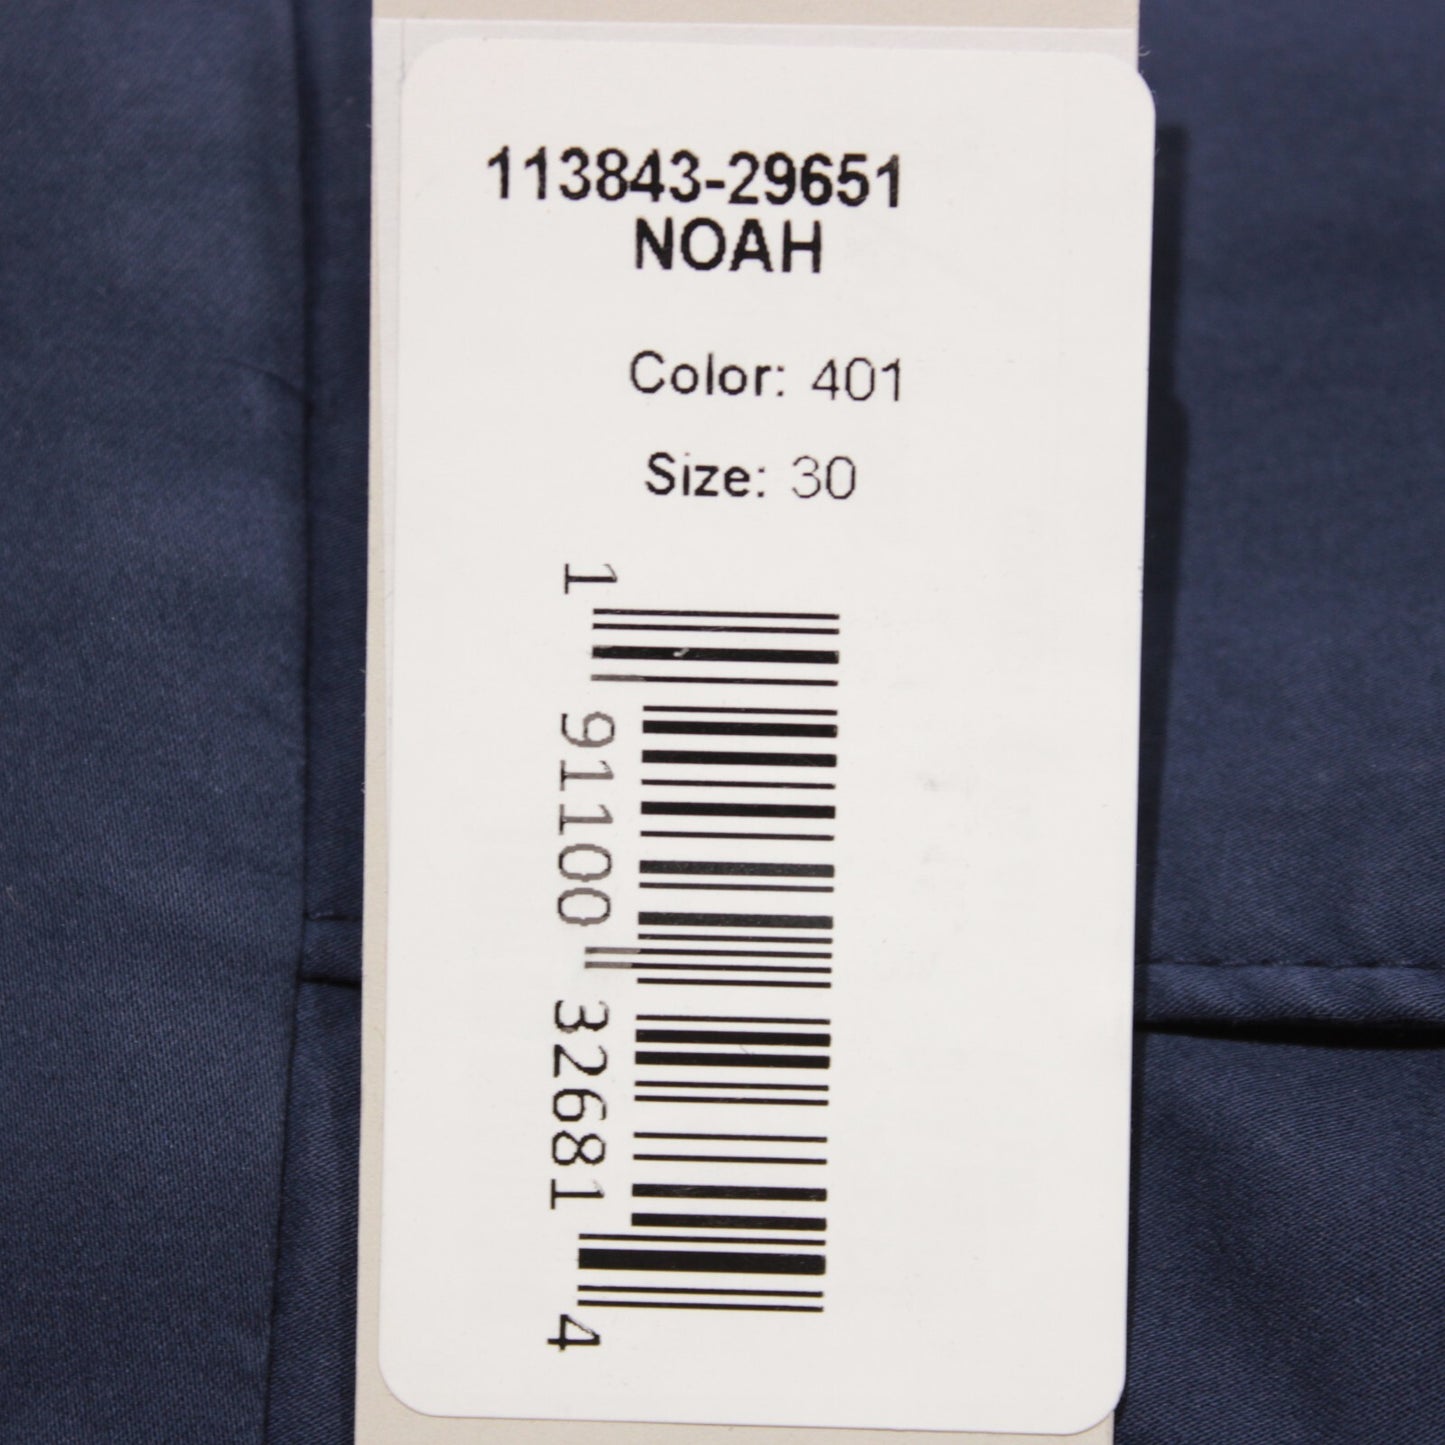 113843-29651
NOAH
Color: 401
Size: 30
1 91100 32681 4